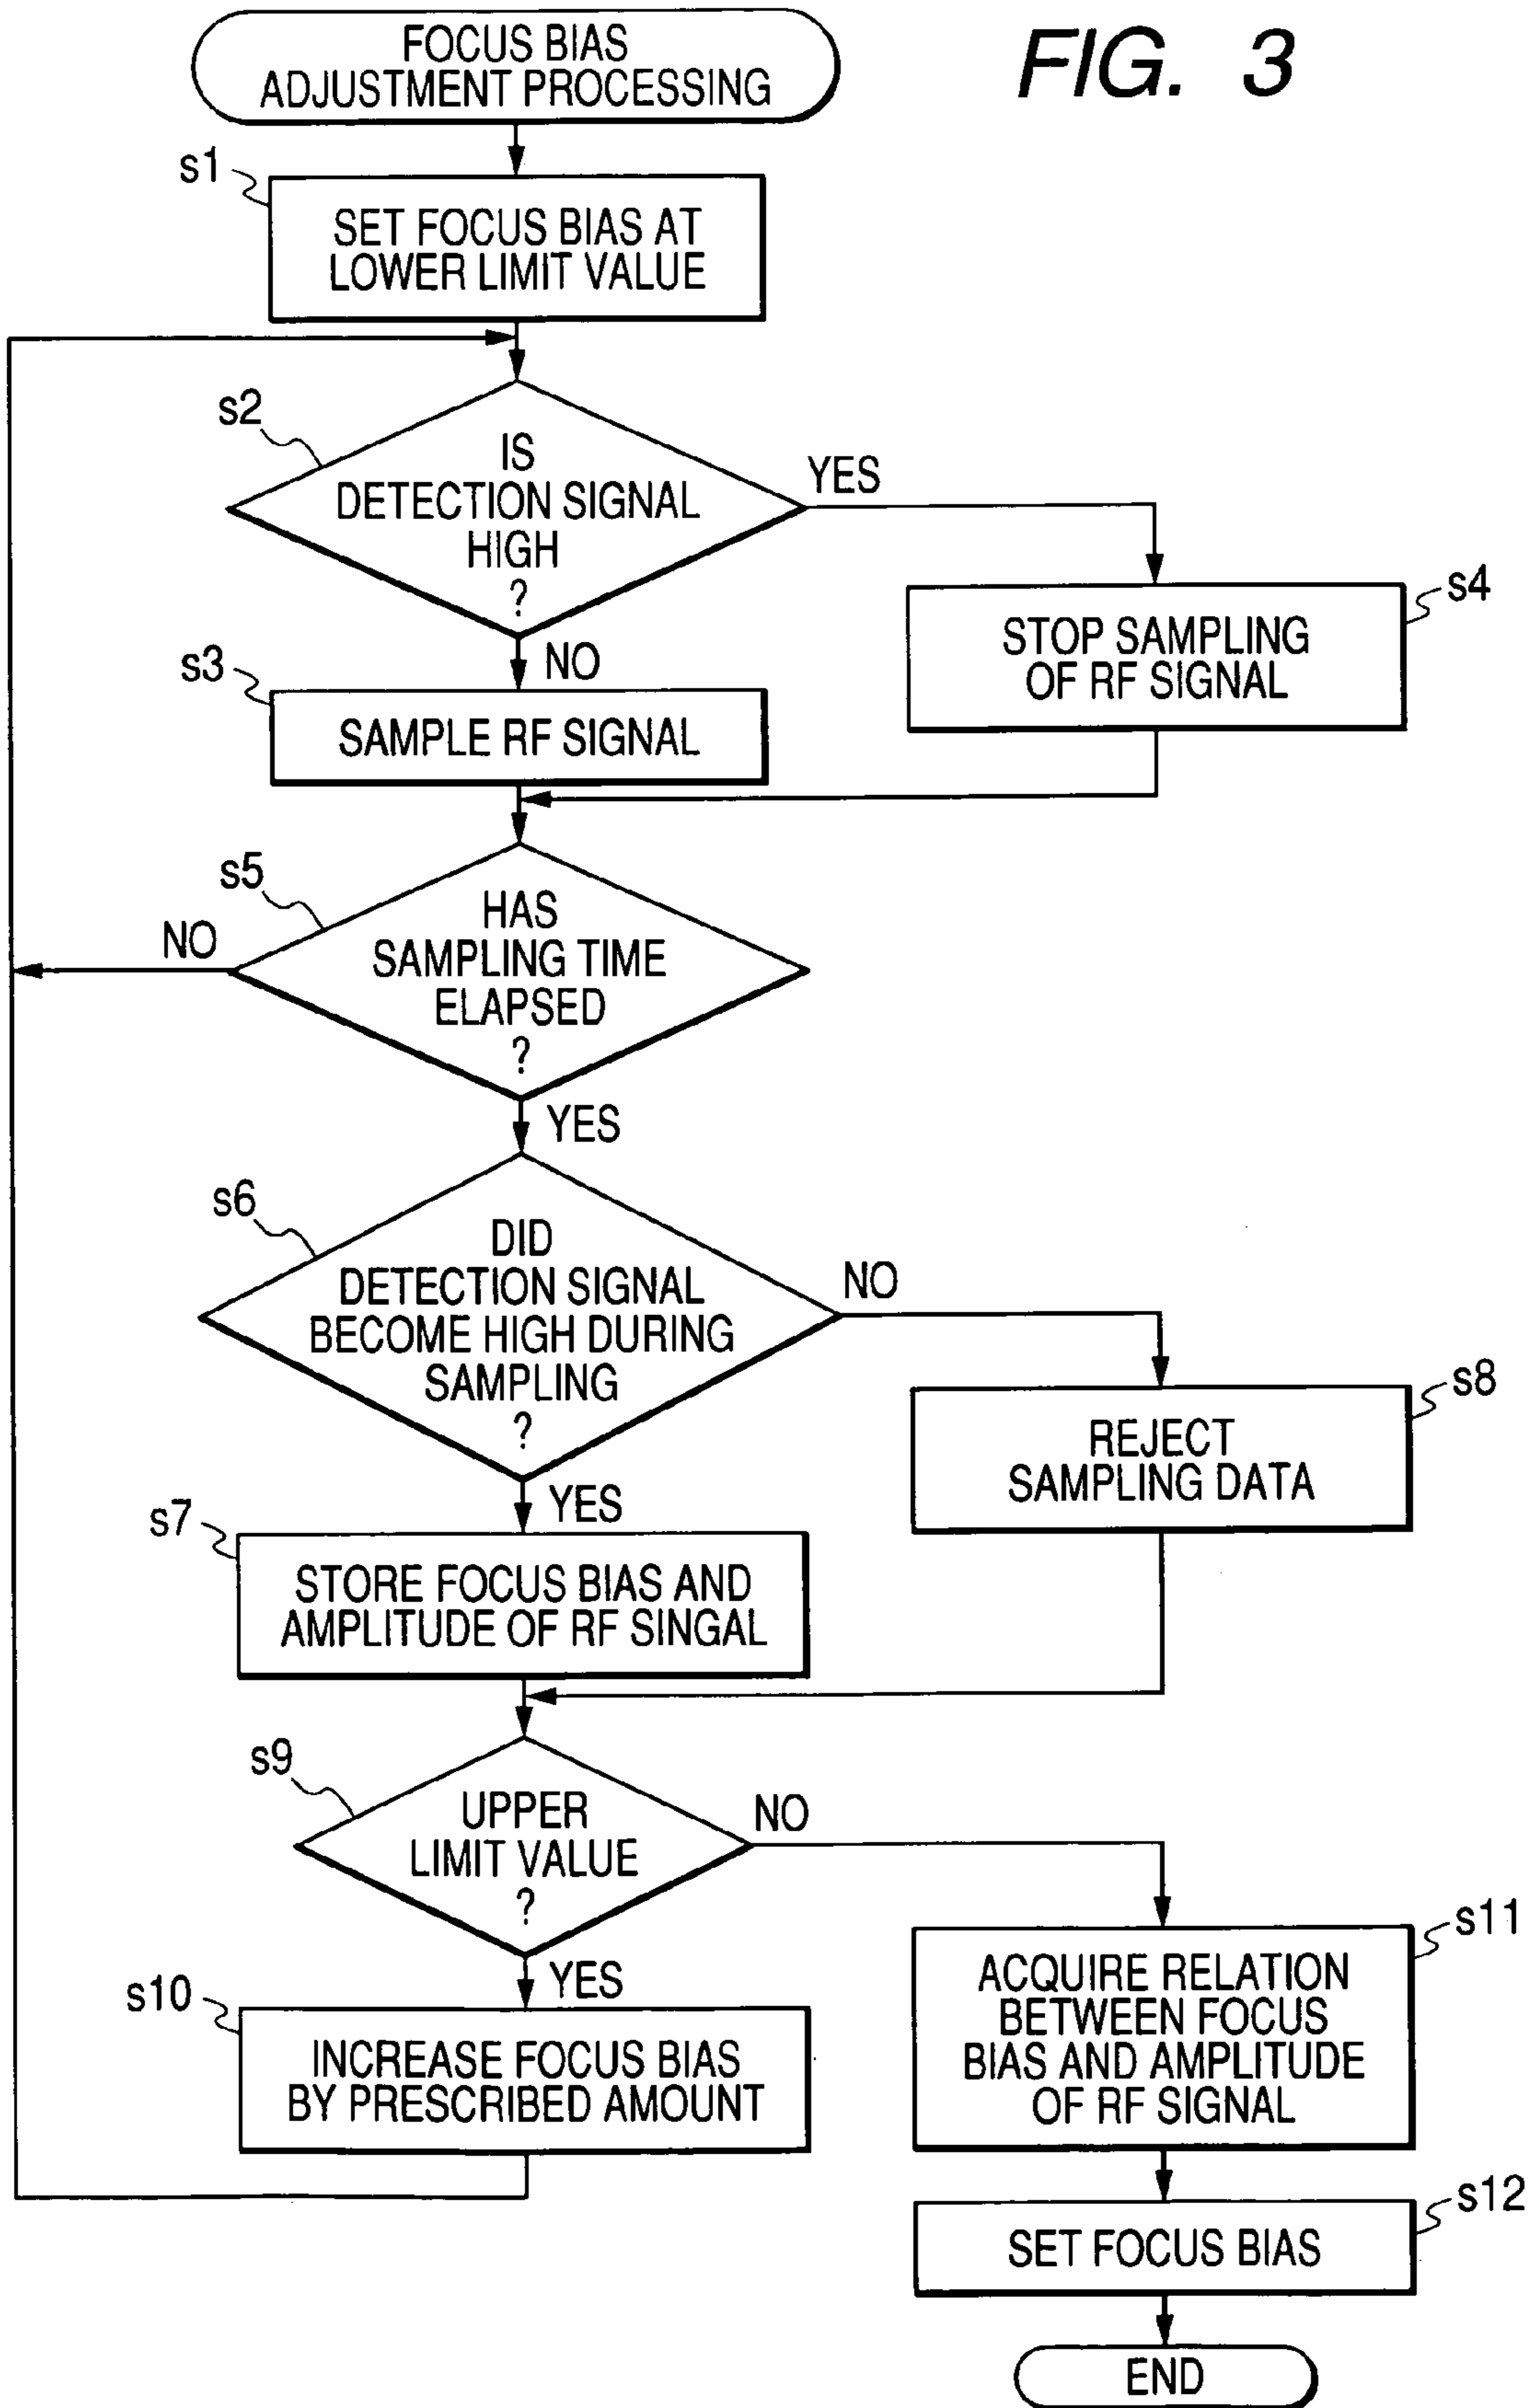 FIG. 3
FOCUS BIAS
ADJUSTMENT PROCESSING
s1
SET FOCUS BIAS AT
LOWER LIMIT VALUE
s2
IS
DETECTION SIGNAL
HIGH
?
YES
NO
s3
SAMPLE RF SIGNAL
s4
STOP SAMPLING
OF RF SIGNAL
s5
HAS
SAMPLING TIME
ELAPSED
?
NO
YES
s6
DID
DETECTION SIGNAL
BECOME HIGH DURING
SAMPLING
?
NO
YES
s7
STORE FOCUS BIAS AND
AMPLITUDE OF RF SINGAL
s8
REJECT
SAMPLING DATA
s9
UPPER
LIMIT VALUE
?
NO
YES
s10
INCREASE FOCUS BIAS
BY PRESCRIBED AMOUNT
s11
ACQUIRE RELATION
BETWEEN FOCUS
BIAS AND AMPLITUDE
OF RF SIGNAL
s12
SET FOCUS BIAS
END